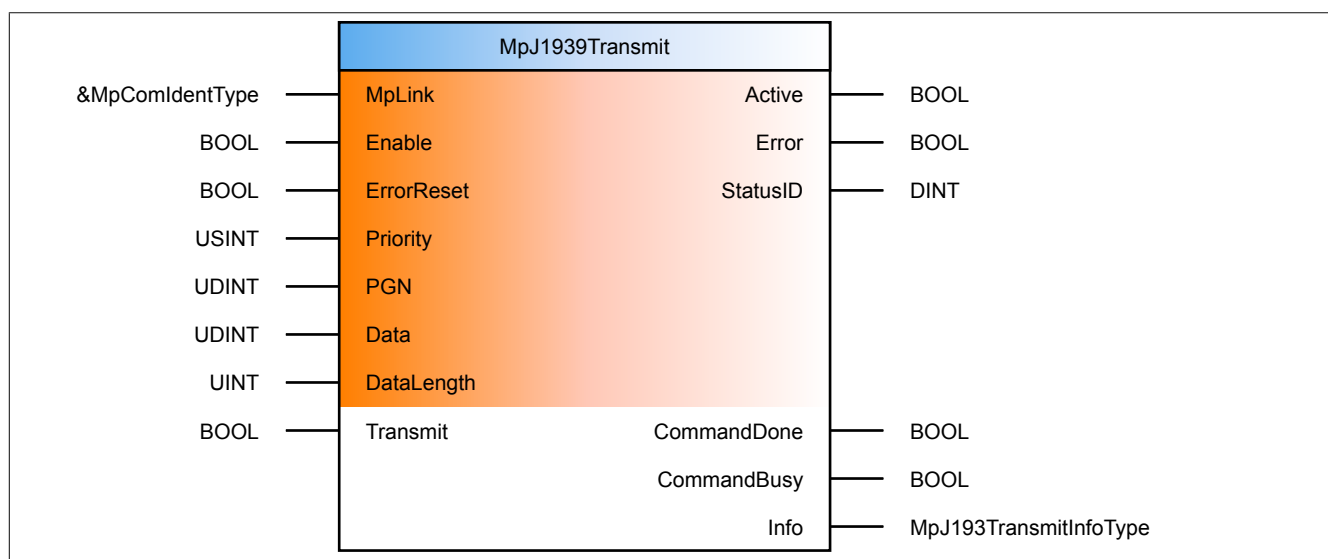 MpJ1939Transmit
&MpComIdentType MpLink Active BOOL
BOOL Enable Error BOOL
BOOL ErrorReset StatusID DINT
USINT Priority
UDINT PGN
UDINT Data
UINT DataLength
BOOL Transmit CommandDone BOOL
CommandBusy BOOL
Info MpJ193TransmitInfoType